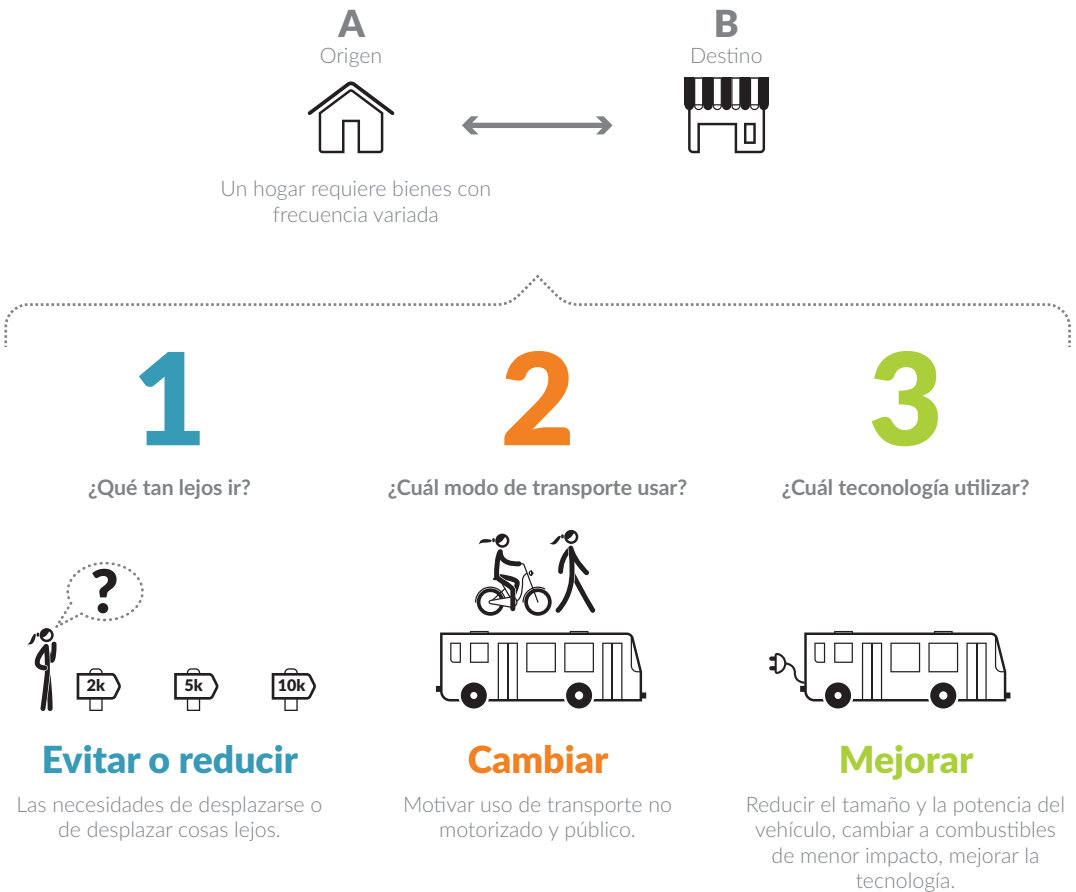 A
Origen
B
Destino
Un hogar requiere bienes con
frecuencia variada
1
¿Qué tan lejos ir?
?
2k
5k
10k
Evitar o reducir
Las necesidades de desplazarse o
de desplazar cosas lejos.
2
¿Cuál modo de transporte usar?
Cambiar
Motivar uso de transporte no
motorizado y público.
3
¿Cuál teconología utilizar?
Mejorar
Reducir el tamaño y la potencia del
vehículo, cambiar a combustibles
de menor impacto, mejorar la
tecnología.